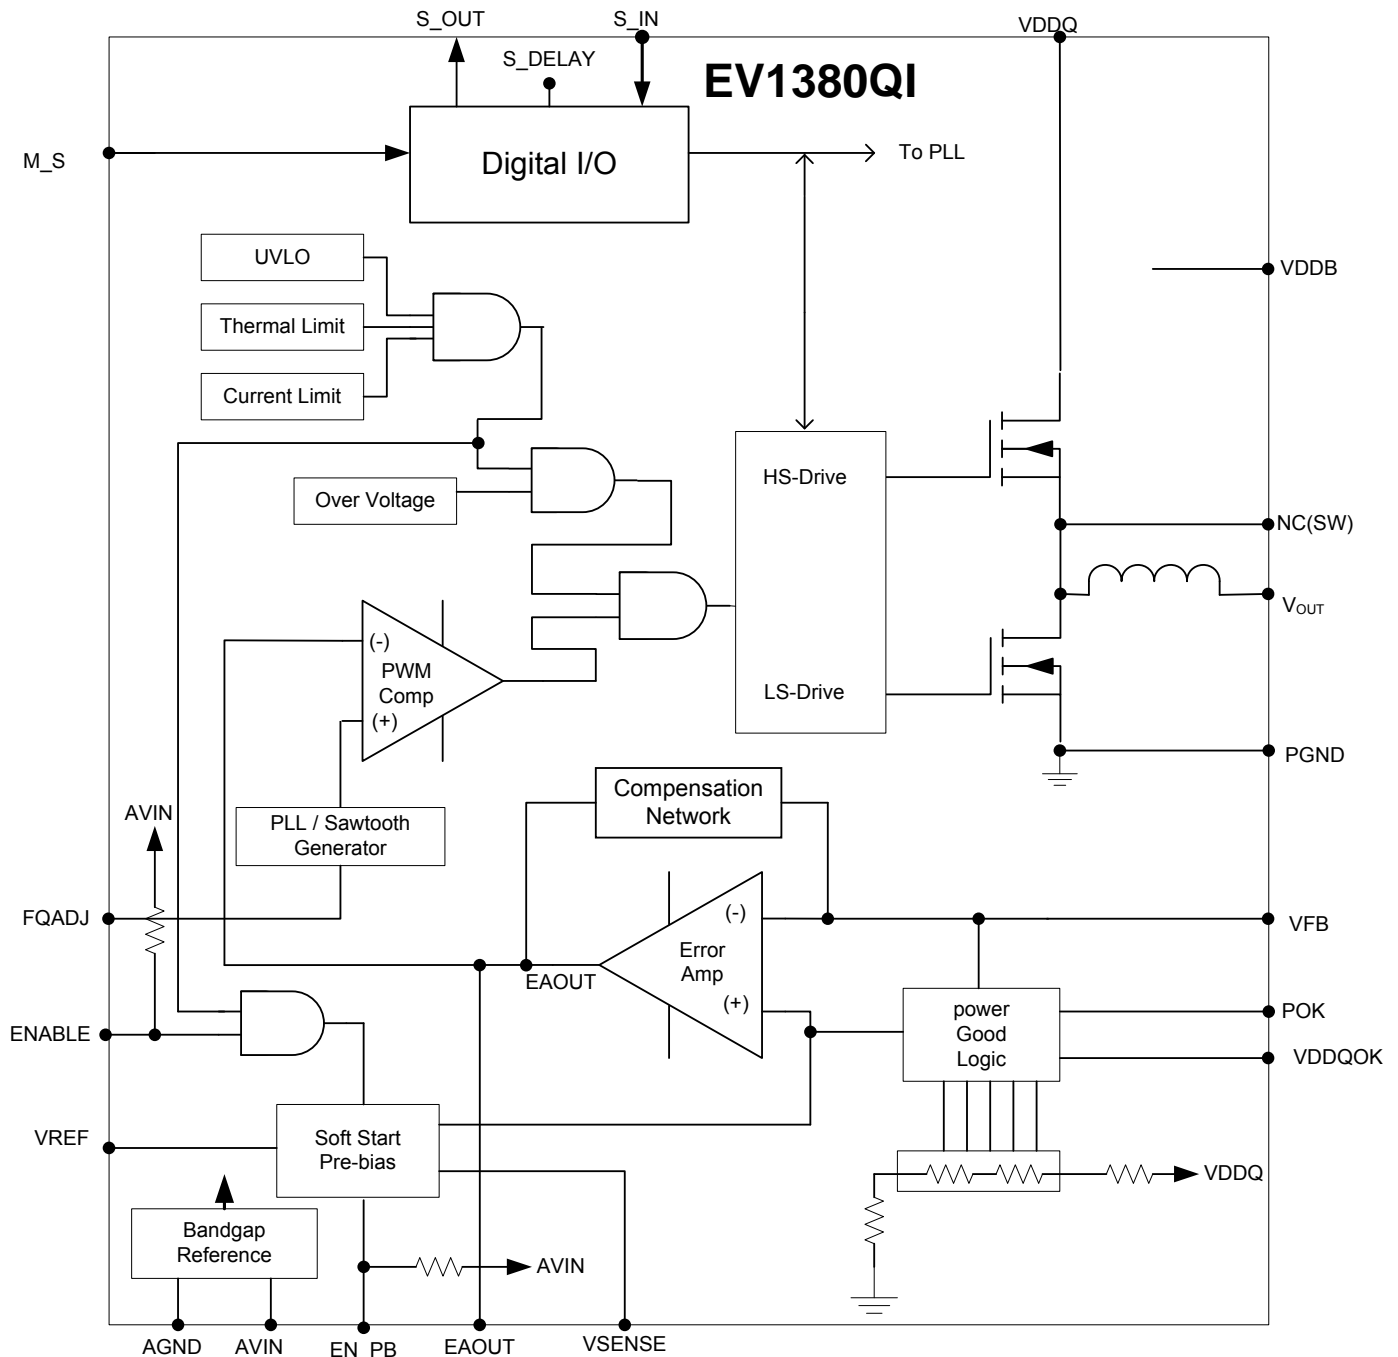 S_OUT
S_IN
VDDQ
S_DELAY
EV1380QI
M_S
Digital I/O
To PLL
UVLO
VDDB
Thermal Limit
Current Limit
HS-Drive
Over Voltage
NC(SW)
VOUT
(-)
PWM
Comp
(+)
LS-Drive
PGND
Compensation
Network
AVIN
PLL / Sawtooth
Generator
FQADJ
(-)
VFB
Error
Amp
EAOUT
(+)
power
Good
Logic
POK
ENABLE
VDDQOK
VREF
Soft Start
Pre-bias
VDDQ
Bandgap
Reference
AVIN
AGND
AVIN
EN_PB
EAOUT
VSENSE